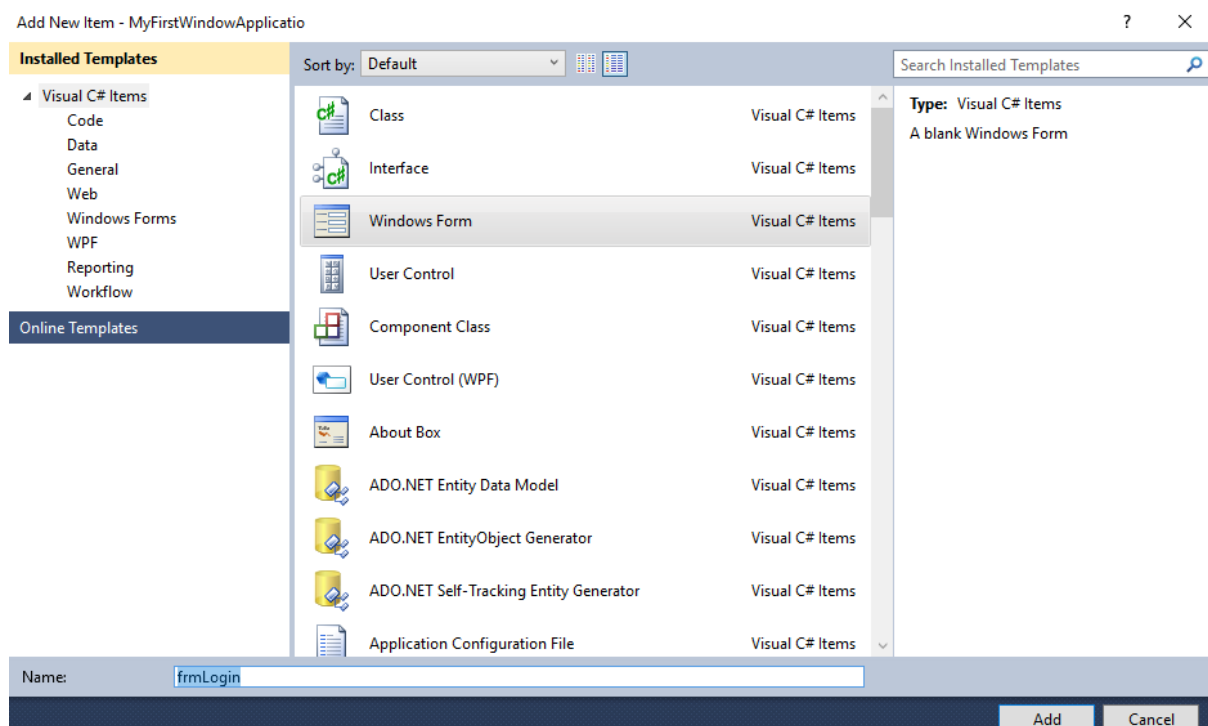 Add New Item - MyFirstWindowApplicatio
? ×
Installed Templates
Sort by: Default
Search Installed Templates
Visual C# Items
Code
Data
General
Web
Windows Forms
WPF
Reporting
Workflow
Online Templates
Class Visual C# Items
Interface Visual C# Items
Windows Form Visual C# Items
User Control Visual C# Items
Component Class Visual C# Items
User Control (WPF) Visual C# Items
About Box Visual C# Items
ADO.NET Entity Data Model Visual C# Items
ADO.NET EntityObject Generator Visual C# Items
ADO.NET Self-Tracking Entity Generator Visual C# Items
Application Configuration File Visual C# Items
Type: Visual C# Items
A blank Windows Form
Name: frmLogin
Add Cancel